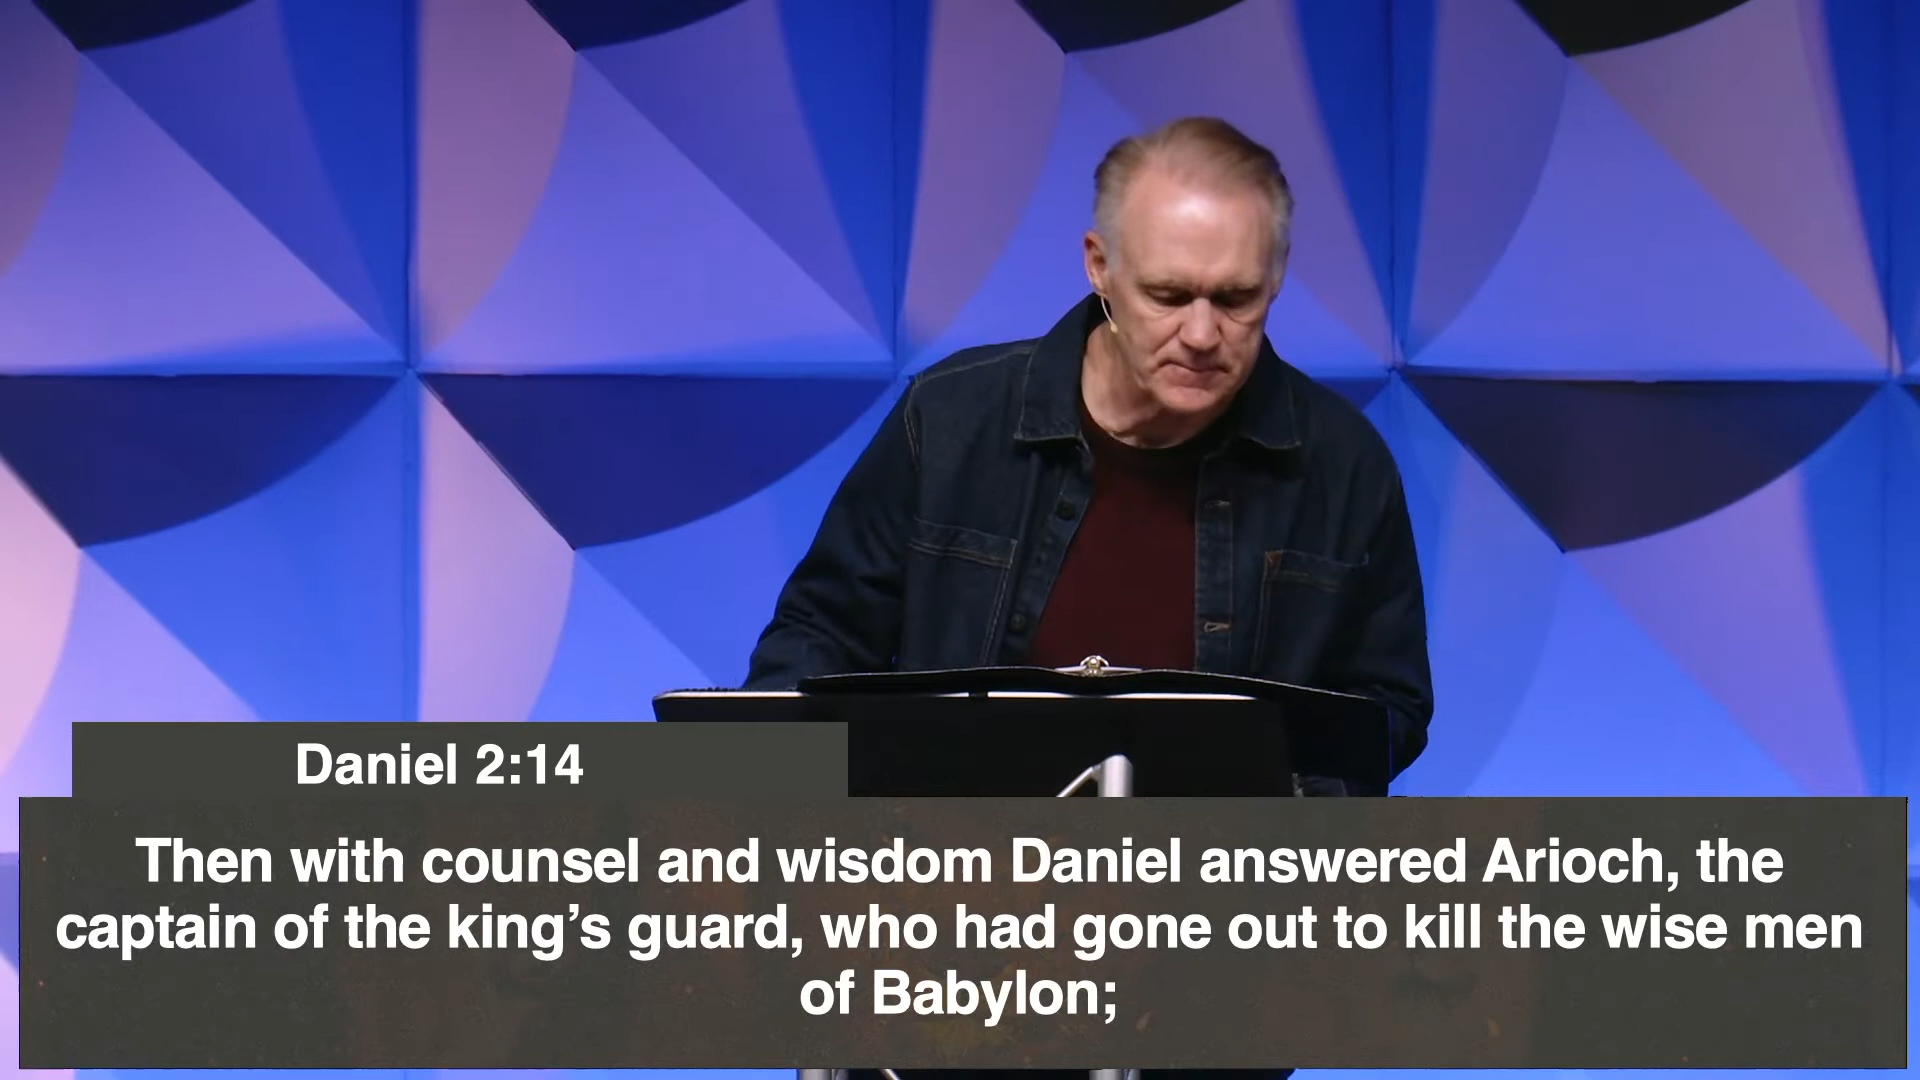 Daniel 2:14
Then with counsel and wisdom Daniel answered Arioch, the
captain of the king’s guard, who had gone out to kill the wise men
of Babylon;